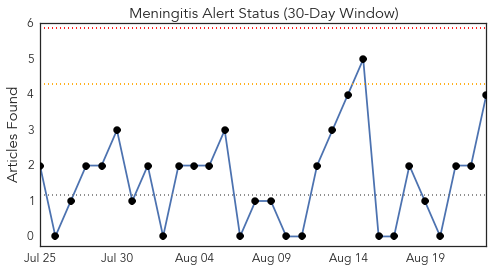 Meningitis Alert Status (30-Day Window)
Articles Found
6
5
4
3
2
1
0
Jul 25 Jul 30 Aug 04 Aug 09 Aug 14 Aug 19